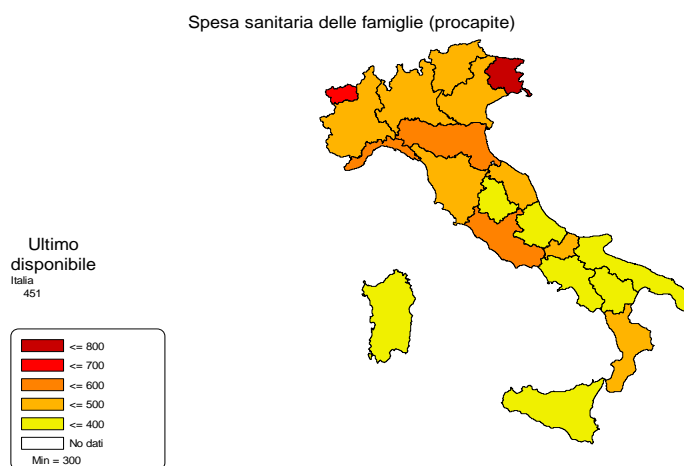 Spesa sanitaria delle famiglie (procapite)
Ultimo
disponibile
Italia
451
<= 800
<= 700
<= 600
<= 500
<= 400
No dati
Min = 300